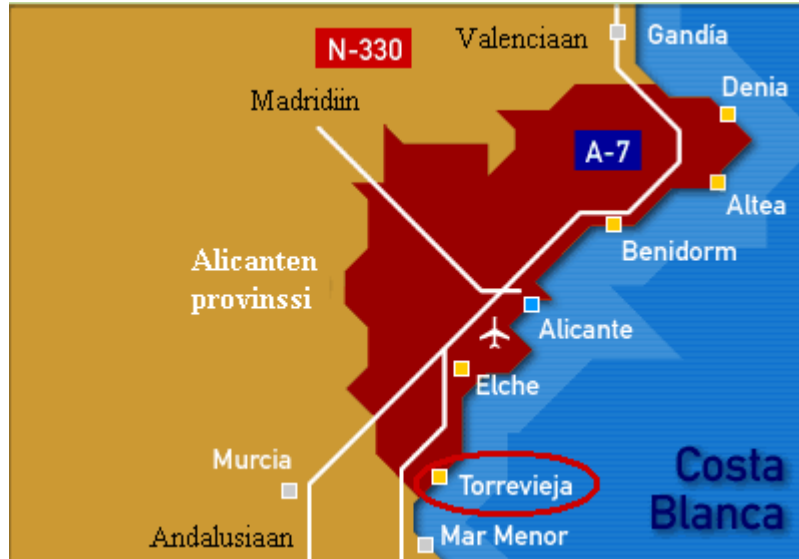 Valenciaan
Gandía
N-330
Denia
Madridiin
A-7
Altea
Benidorm
Alicanten
provinssi
Alicante
Elche
Murcia
Torrevieja
Costa
Blanca
Andalusiaan
Mar Menor